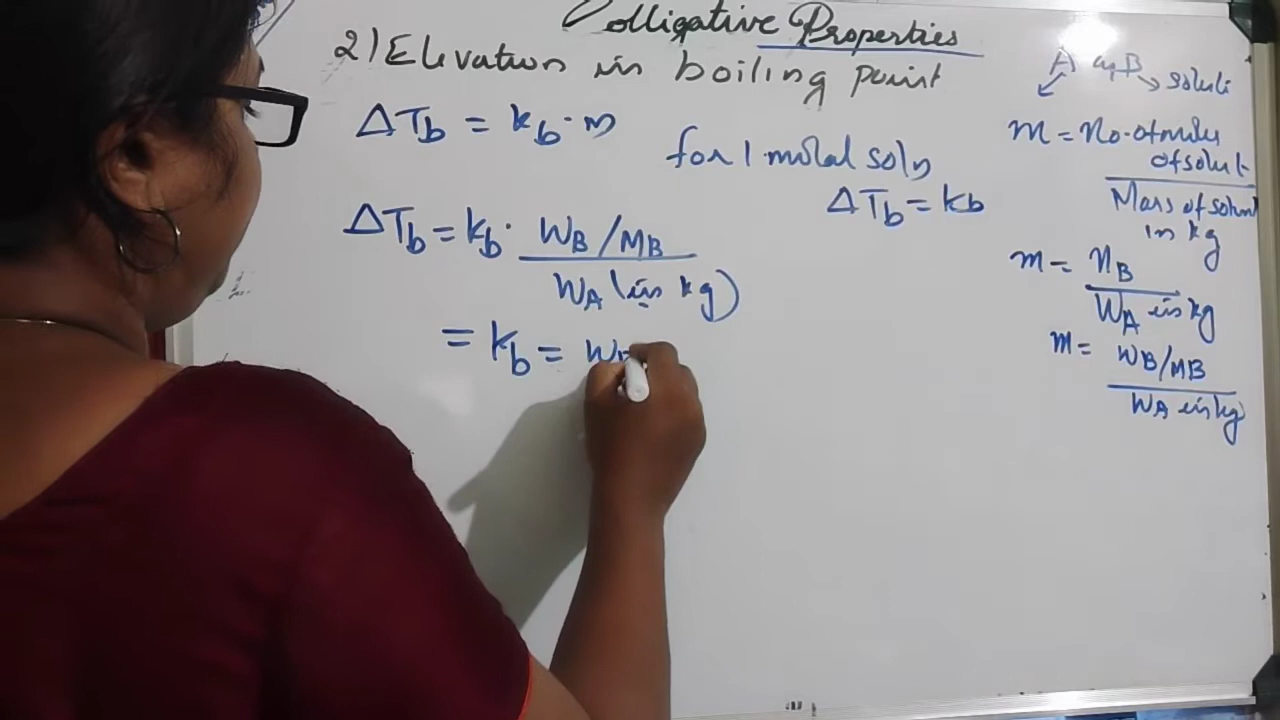 Colligative Properties
2) Elevation in boiling point
ΔTb = Kb · m
for 1 molal soln
ΔTb = Kb
ΔTb = Kb · WB / MB
WA (in kg)
= Kb = W
A B
solute
m = No. of moles
of solute
Mass of solvent
in kg
m = nB
WA in kg
m = WB/MB
WA in kg